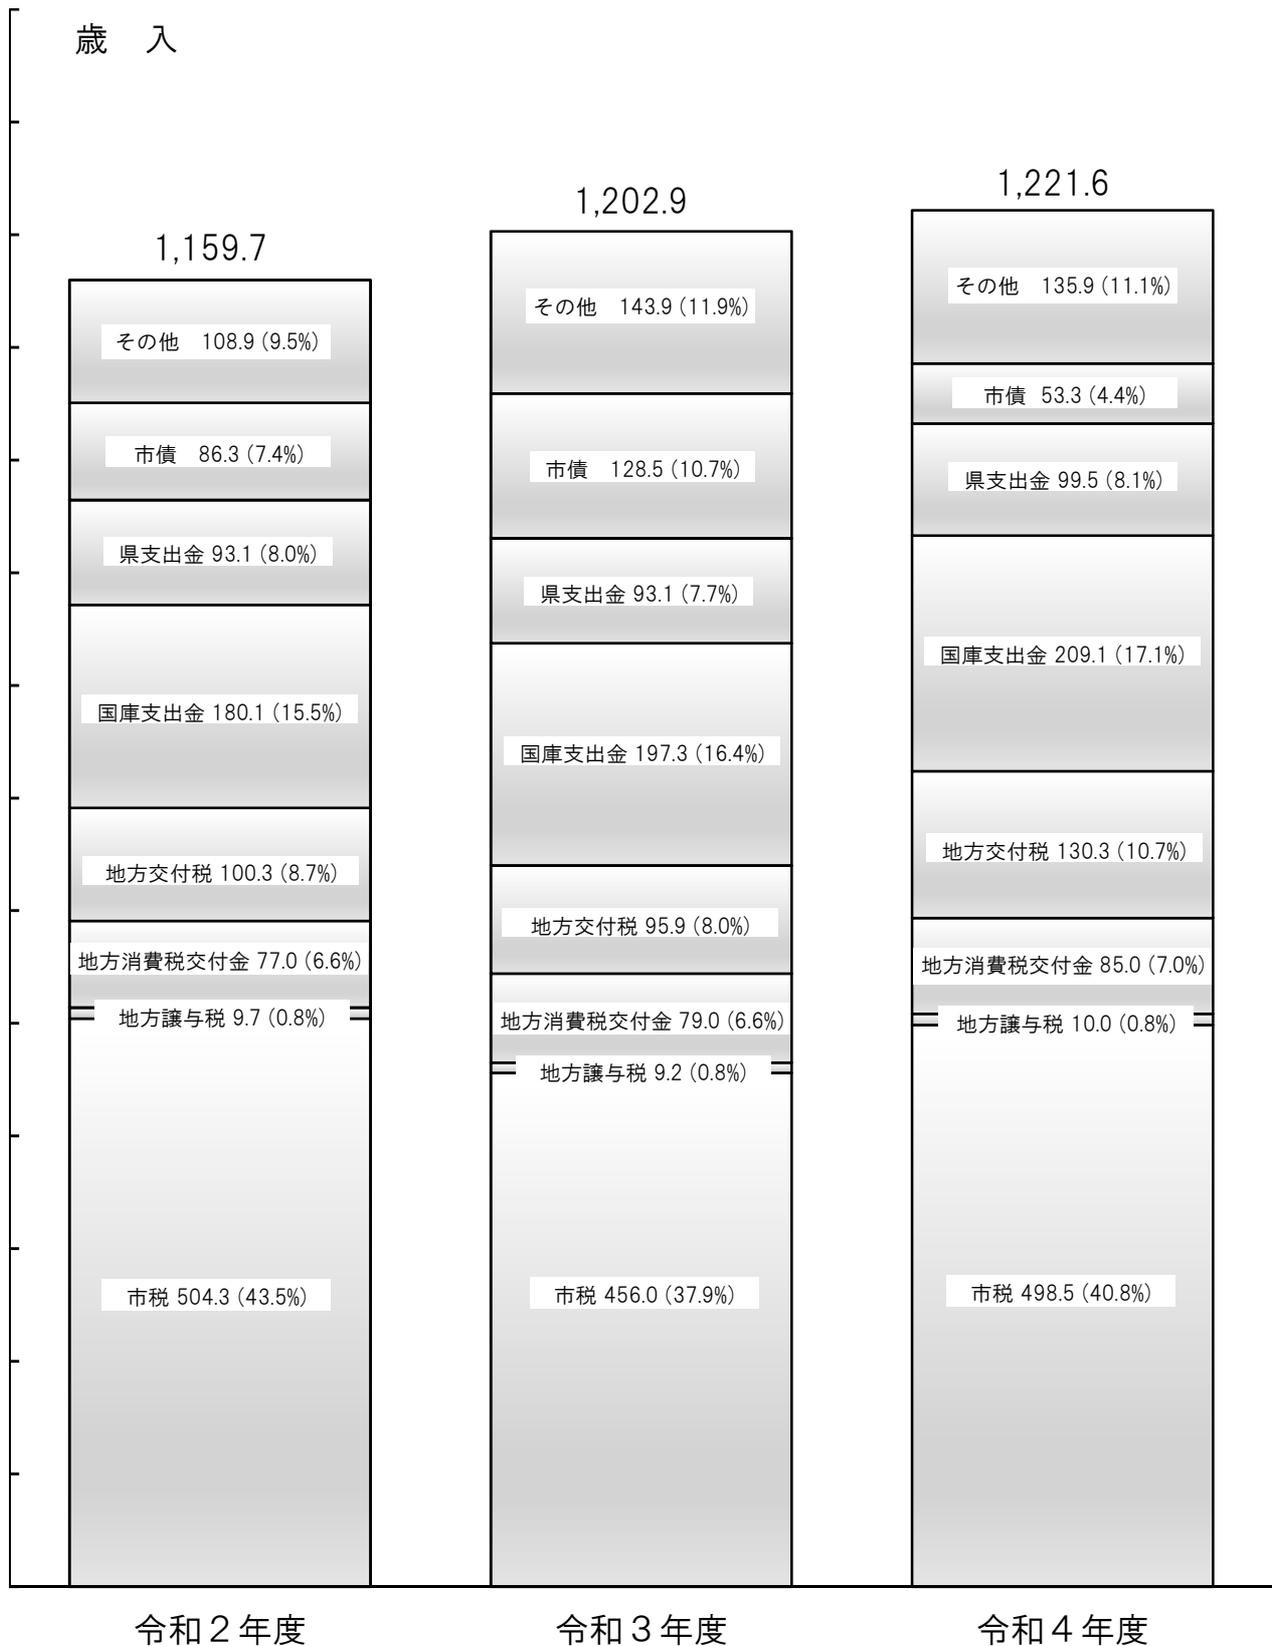 歳　入
1,159.7
その他　108.9 (9.5%)
市債　86.3 (7.4%)
県支出金 93.1 (8.0%)
国庫支出金 180.1 (15.5%)
地方交付税 100.3 (8.7%)
地方消費税交付金 77.0 (6.6%)
地方譲与税 9.7 (0.8%)
市税 504.3 (43.5%)
令和２年度
1,202.9
その他　143.9 (11.9%)
市債　128.5 (10.7%)
県支出金 93.1 (7.7%)
国庫支出金 197.3 (16.4%)
地方交付税 95.9 (8.0%)
地方消費税交付金 79.0 (6.6%)
地方譲与税 9.2 (0.8%)
市税 456.0 (37.9%)
令和３年度
1,221.6
その他　135.9 (11.1%)
市債　53.3 (4.4%)
県支出金 99.5 (8.1%)
国庫支出金 209.1 (17.1%)
地方交付税 130.3 (10.7%)
地方消費税交付金 85.0 (7.0%)
地方譲与税 10.0 (0.8%)
市税 498.5 (40.8%)
令和４年度